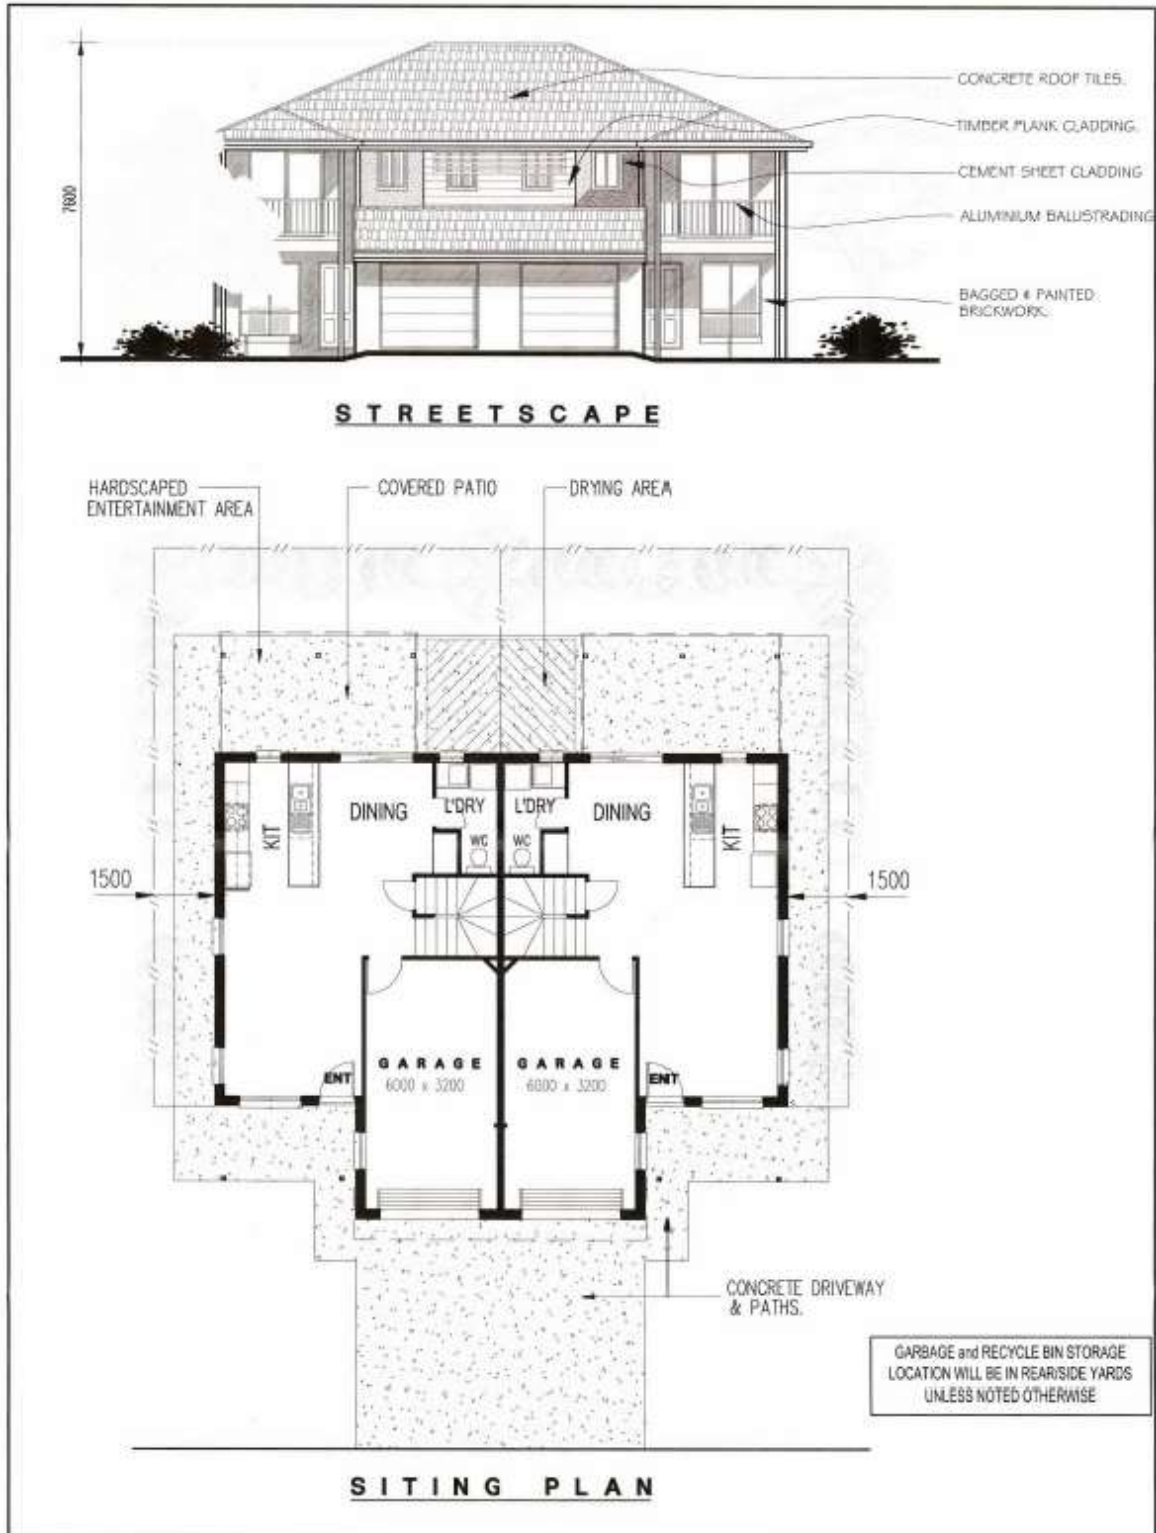 7600
CONCRETE ROOF TILES.
TIMBER PLANK CLADDING.
CEMENT SHEET CLADDING
ALUMINIUM BALUSTRADING
BAGGED & PAINTED
BRICKWORK.
STREETSCAPE
HARDSCAPED
ENTERTAINMENT AREA
COVERED PATIO
DRYING AREA
KIT
DINING
L'DRY
WC
L'DRY
WC
DINING
KIT
1500
1500
GARAGE
6000 x 3200
GARAGE
6000 x 3200
ENT
ENT
CONCRETE DRIVEWAY
& PATHS.
GARBAGE and RECYCLE BIN STORAGE
LOCATION WILL BE IN REAR/SIDE YARDS
UNLESS NOTED OTHERWISE
SITING PLAN